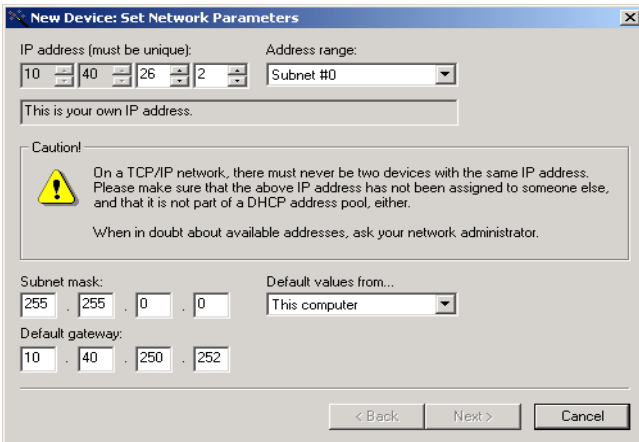 New Device: Set Network Parameters
IP address (must be unique): Address range:
10 40 26 2 Subnet #0
This is your own IP address.
Caution!
On a TCP/IP network, there must never be two devices with the same IP address.
Please make sure that the above IP address has not been assigned to someone else,
and that it is not part of a DHCP address pool, either.
When in doubt about available addresses, ask your network administrator.
Subnet mask: Default values from...
255 . 255 . 0 . 0 This computer
Default gateway:
10 . 40 . 250 . 252
< Back Next > Cancel